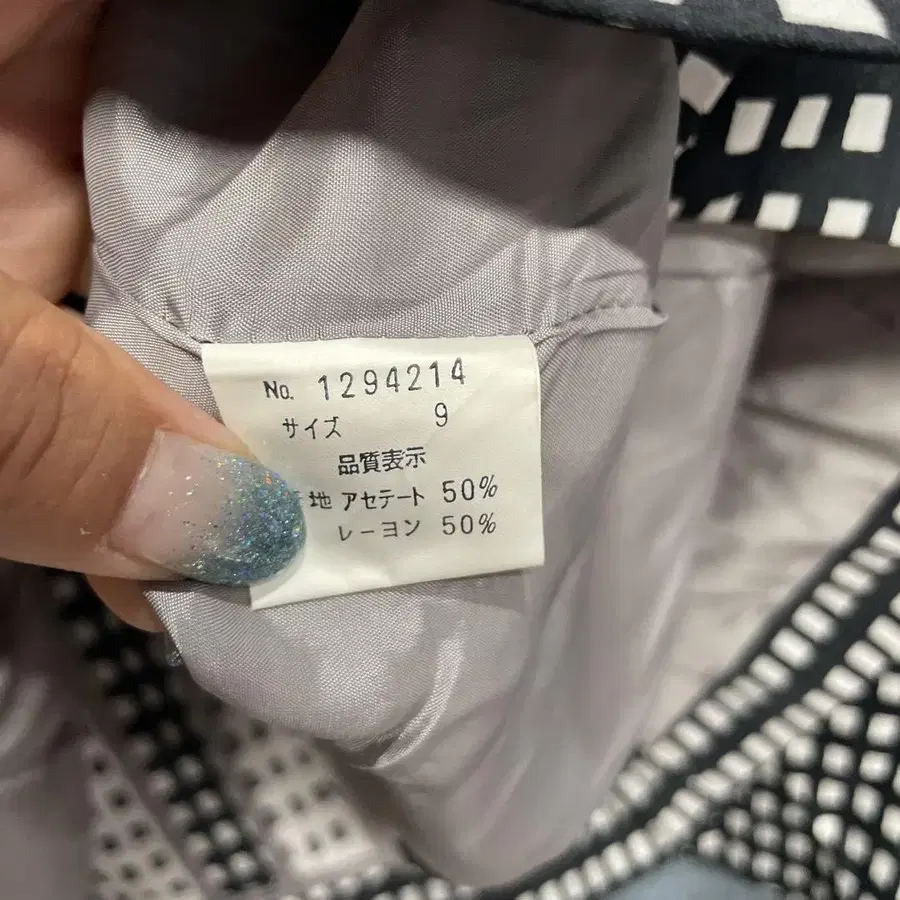 No. 1294214
サイズ 9
品質表示
地 アセテート 50%
レーヨン 50%